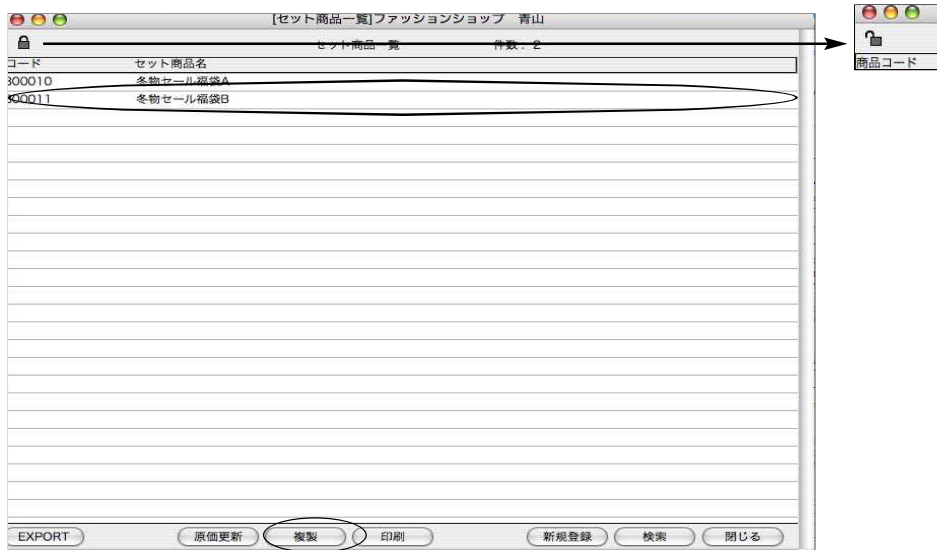 [セット商品一覧]ファッションショップ 青山
セット商品一覧 件数: 2
コード セット商品名
300010 冬物セール福袋A
300011 冬物セール福袋B
EXPORT 原価更新 複製 印刷 新規登録 検索 閉じる
商品コード